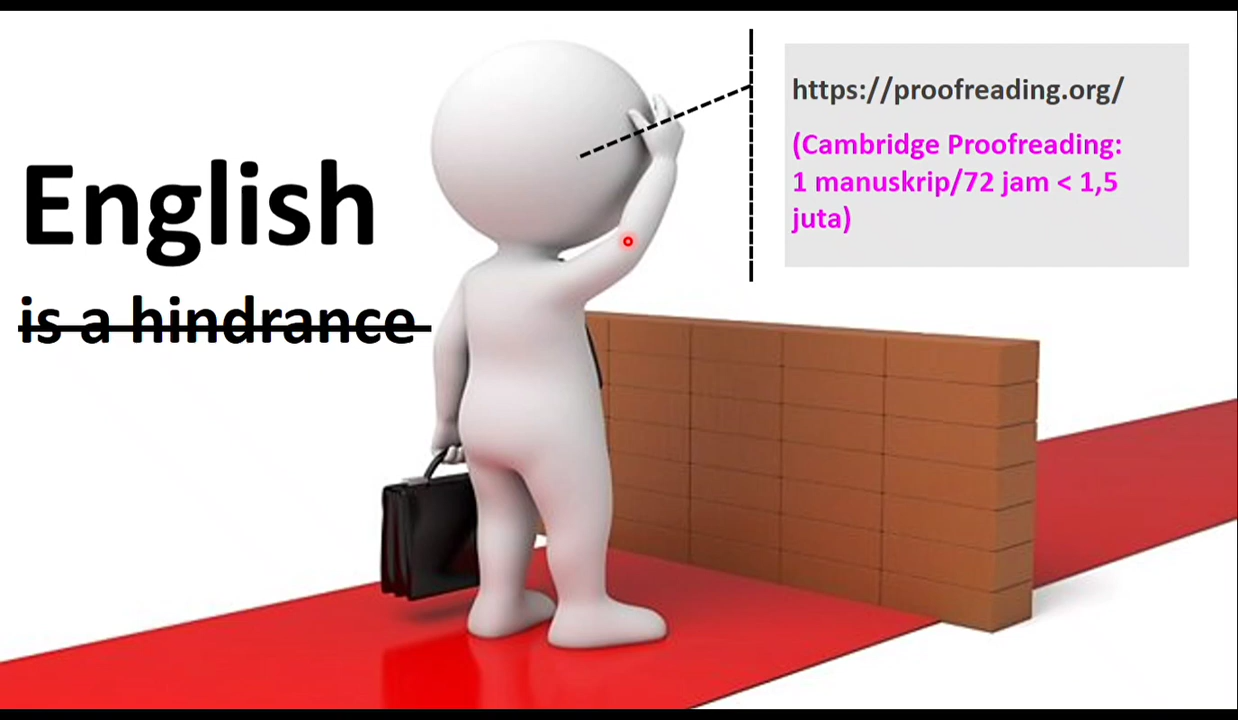 English
is a hindrance
https://proofreading.org/
(Cambridge Proofreading:
1 manuskrip/72 jam < 1,5
juta)